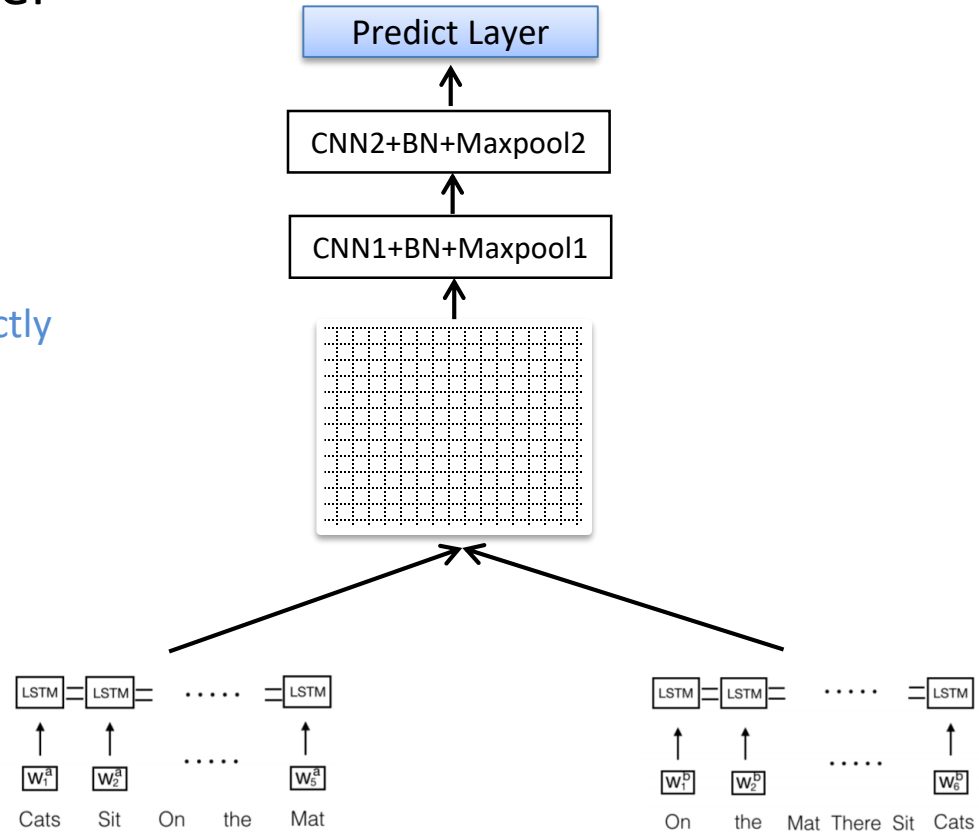 Predict Layer
CNN2+BN+Maxpool2
CNN1+BN+Maxpool1
ctly
LSTM LSTM ..... LSTM
LSTM LSTM ..... LSTM
.....
.....
W₁ᵃ W₂ᵃ W₅ᵃ
W₁ᵇ W₂ᵇ W₆ᵇ
Cats Sit On the Mat
On the Mat There Sit Cats